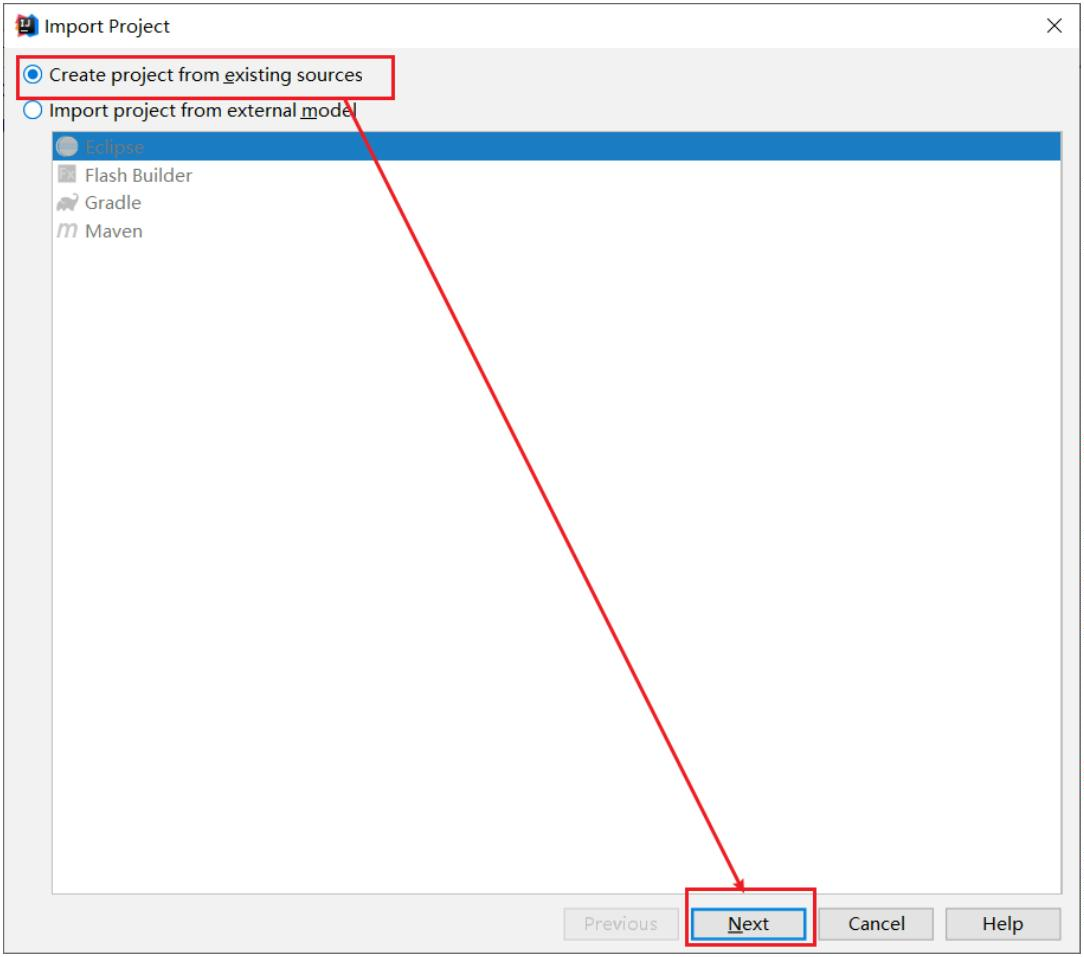 Import Project
Create project from existing sources
Import project from external model
Eclipse
Flash Builder
Gradle
Maven
Previous Next Cancel Help